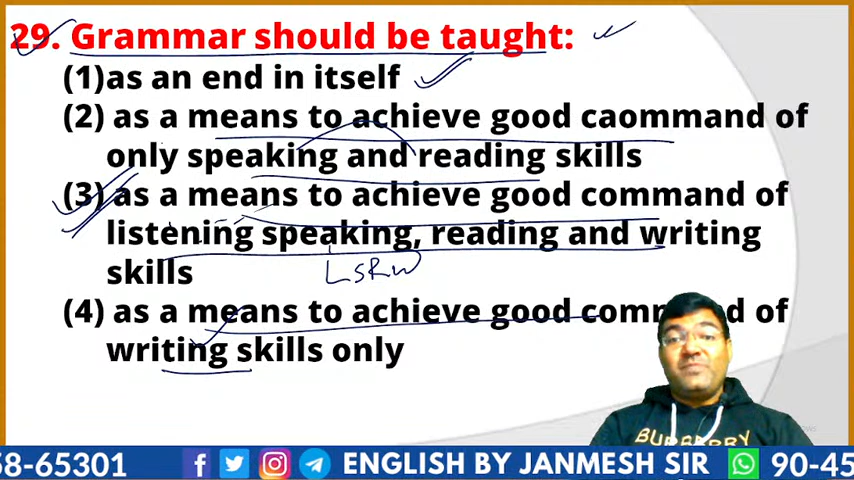 29. Grammar should be taught:
(1)as an end in itself
(2) as a means to achieve good caommand of
only speaking and reading skills
(3) as a means to achieve good command of
listening speaking, reading and writing
skills
LSRW
(4) as a means to achieve good comm d of
writing skills only
BURBERRY
58-65301 ENGLISH BY JANMESH SIR 90-45